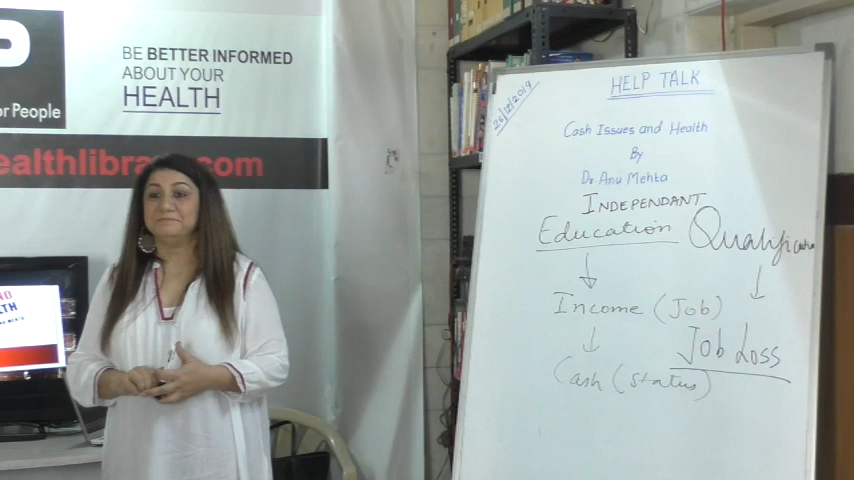 or People
BE BETTER INFORMED
ABOUT YOUR
HEALTH
ealthlibra .com
LTH
26/12/2019
HELP TALK
Cash Issues and Health
By
Dr. Anu Mehta
INDEPENDANT
Education Qualification
Income (Job)
Job Loss
Cash (Status)